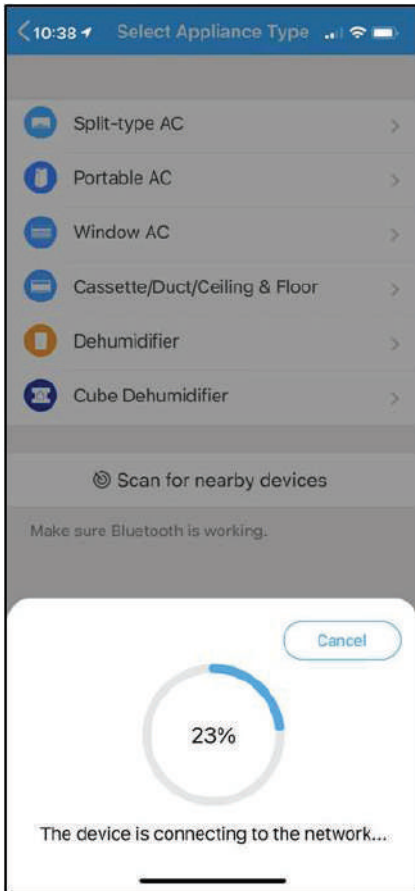 10:38 Select Appliance Type
Split-type AC
Portable AC
Window AC
Cassette/Duct/Ceiling & Floor
Dehumidifier
Cube Dehumidifier
Scan for nearby devices
Make sure Bluetooth is working.
Cancel
23%
The device is connecting to the network...